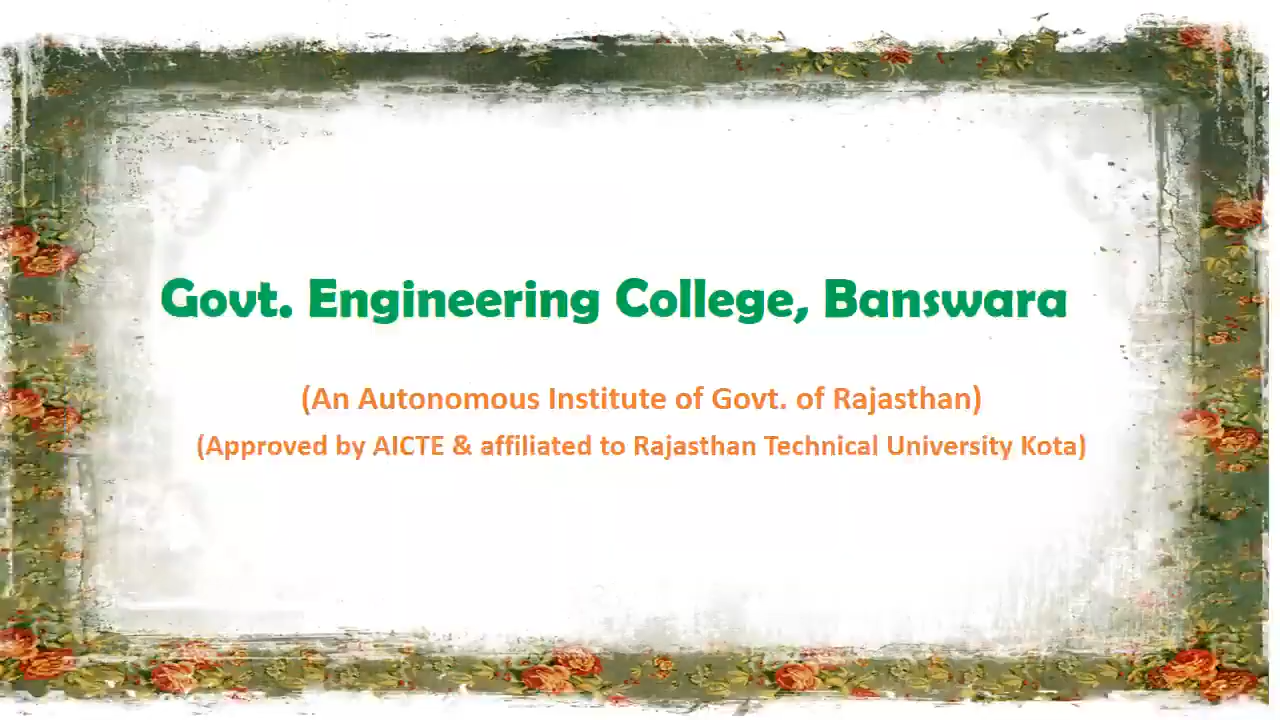 Govt. Engineering College, Banswara
(An Autonomous Institute of Govt. of Rajasthan)
(Approved by AICTE & affiliated to Rajasthan Technical University Kota)